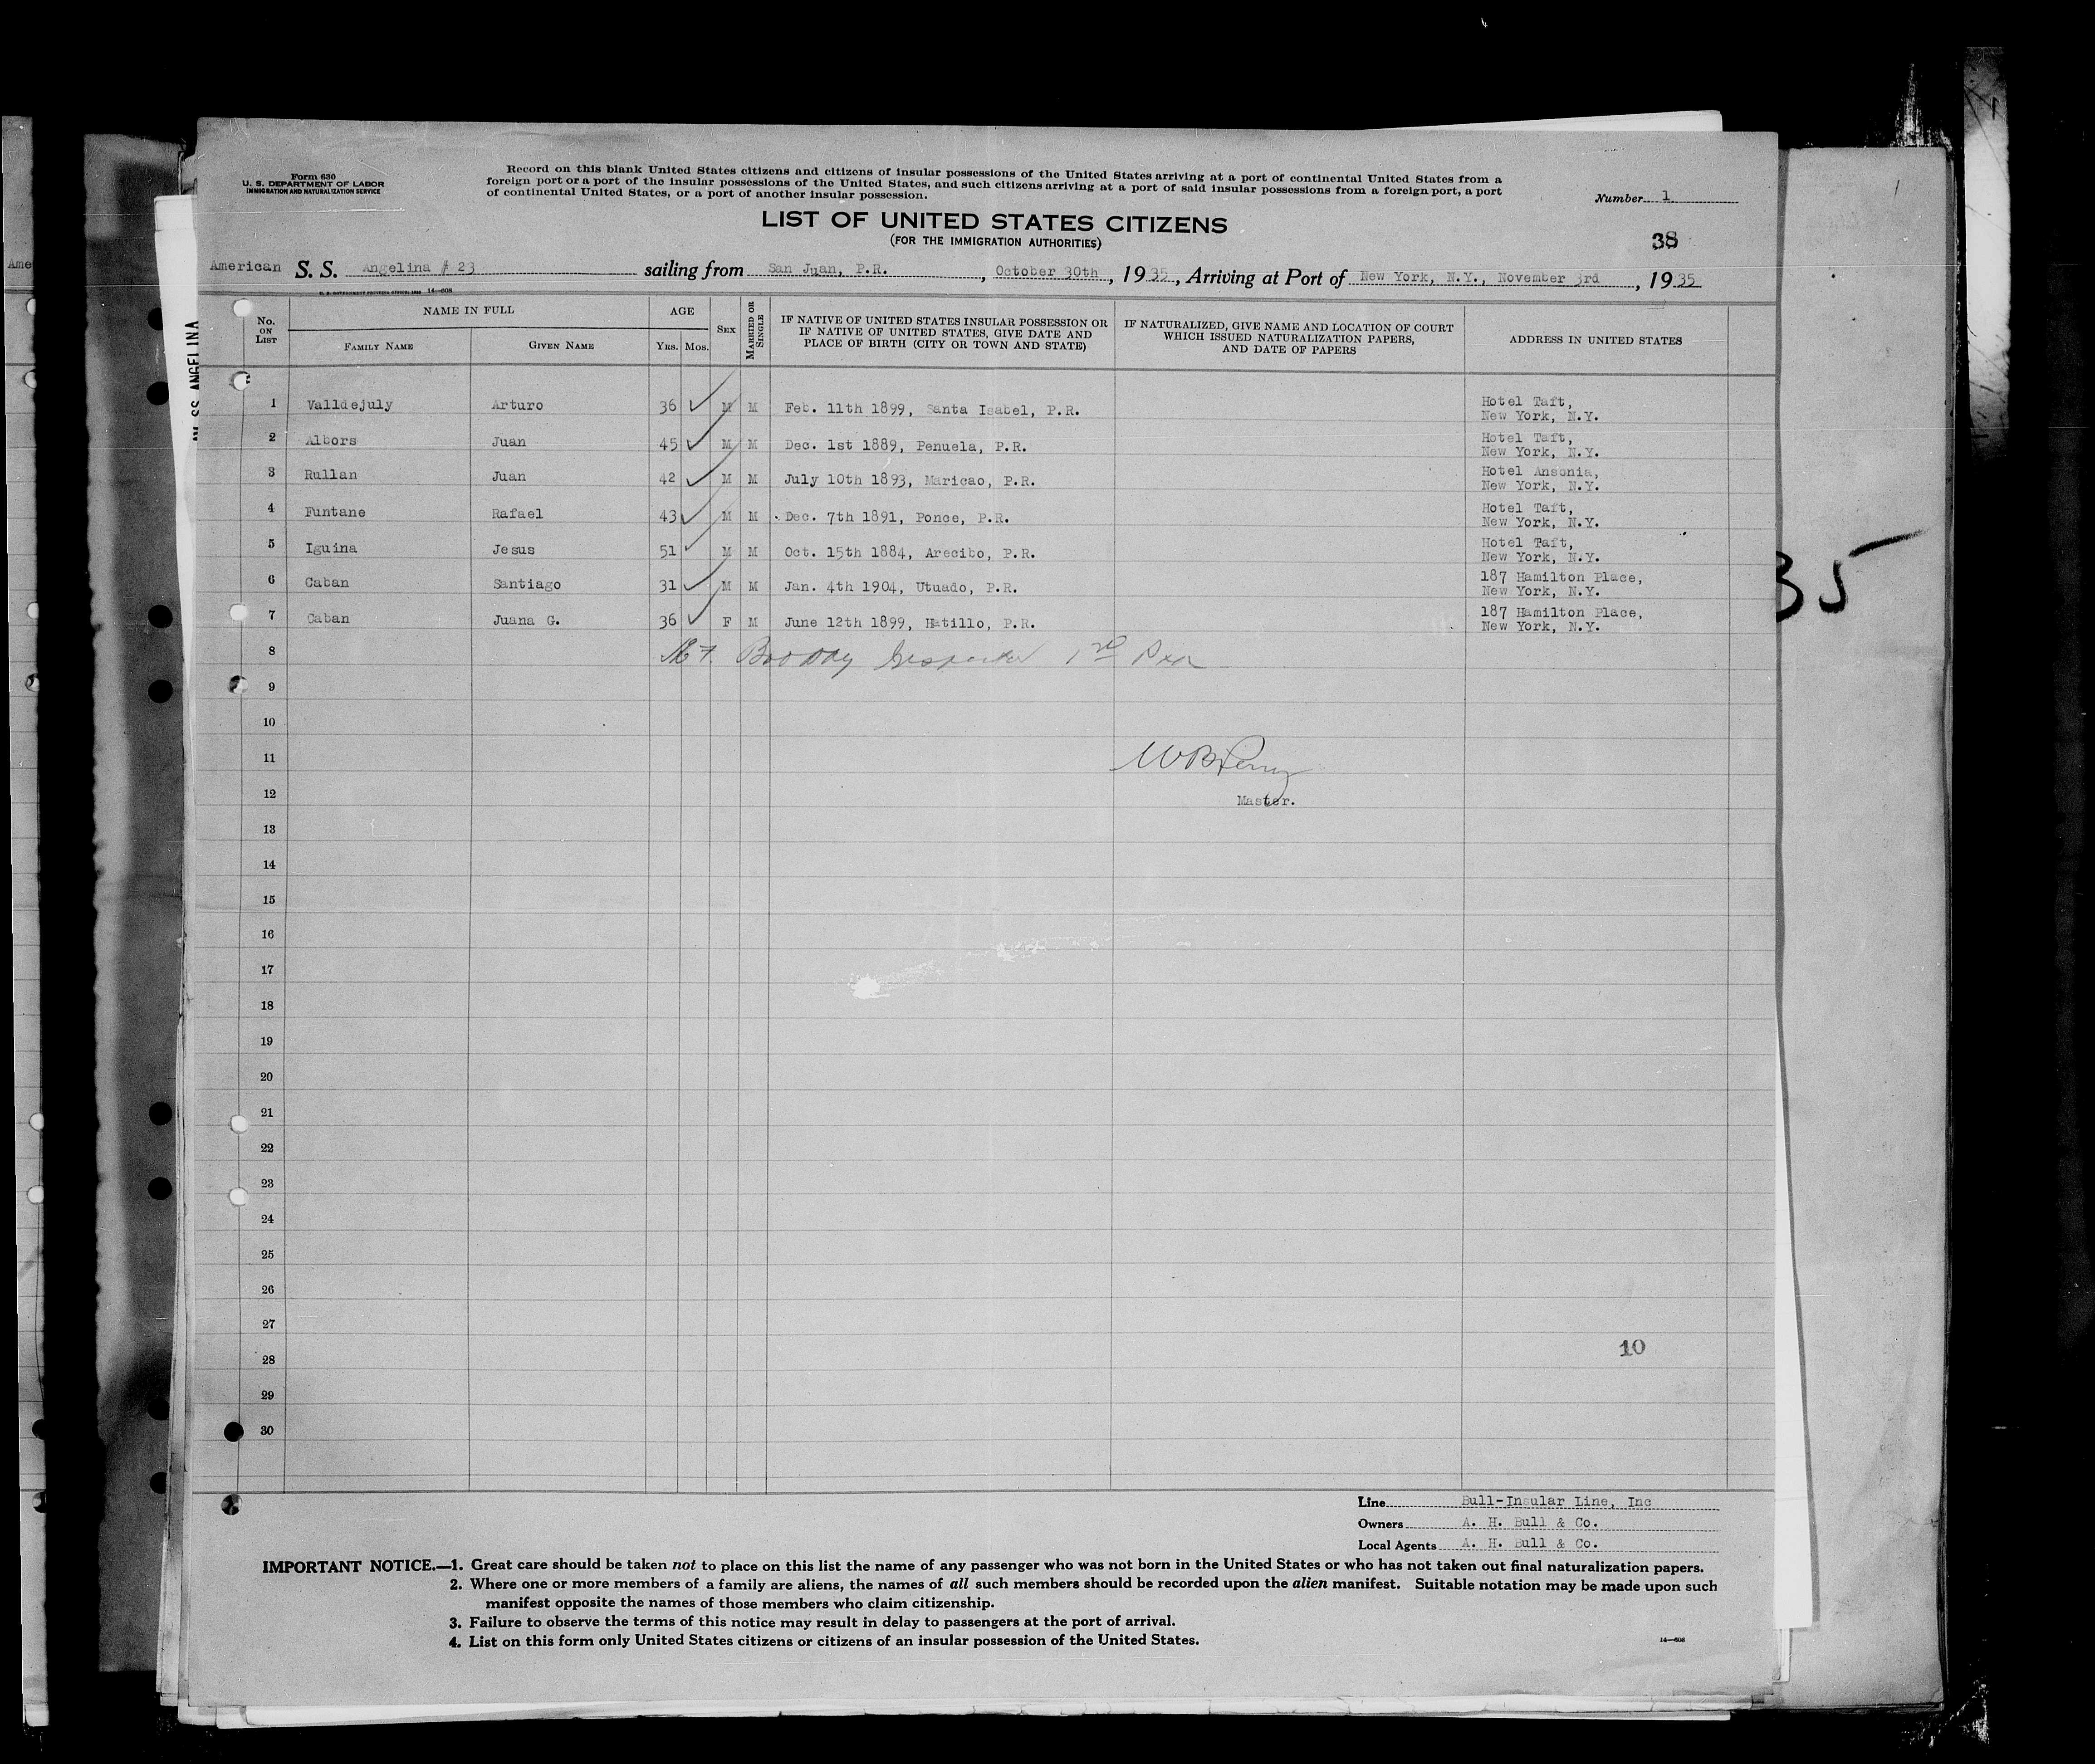 Form 630
U. S. DEPARTMENT OF LABOR
IMMIGRATION AND NATURALIZATION SERVICE
Record on this blank United States citizens and citizens of insular possessions of the United States arriving at a port of continental United States from a
foreign port or a port of the insular possessions of the United States, and such citizens arriving at a port of said insular possessions from a foreign port, a port
of continental United States, or a port of another insular possession.
Number 1
LIST OF UNITED STATES CITIZENS
(FOR THE IMMIGRATION AUTHORITIES)
38
American S. S. Angelina # 23 sailing from San Juan, P.R. , October 30th , 1935 , Arriving at Port of New York, N.Y., November 3rd , 1935
14—608
SS ANGELINA
No. ON LIST
NAME IN FULL
FAMILY NAME
GIVEN NAME
AGE
YRS.
MOS.
SEX
MARRIED OR SINGLE
IF NATIVE OF UNITED STATES INSULAR POSSESSION OR
IF NATIVE OF UNITED STATES, GIVE DATE AND
PLACE OF BIRTH (CITY OR TOWN AND STATE)
IF NATURALIZED, GIVE NAME AND LOCATION OF COURT
WHICH ISSUED NATURALIZATION PAPERS,
AND DATE OF PAPERS
ADDRESS IN UNITED STATES
1 Valldejuly Arturo 36 M M Feb. 11th 1899, Santa Isabel, P.R. Hotel Taft,
New York, N.Y.
2 Albors Juan 45 M M Dec. 1st 1889, Penuela, P.R. Hotel Taft,
New York, N.Y.
3 Rullan Juan 42 M M July 10th 1893, Maricao, P.R. Hotel Ansonia,
New York, N.Y.
4 Funtane Rafael 43 M M Dec. 7th 1891, Ponce, P.R. Hotel Taft,
New York, N.Y.
5 Iguina Jesus 51 M M Oct. 15th 1884, Arecibo, P.R. Hotel Taft,
New York, N.Y.
6 Caban Santiago 31 M M Jan. 4th 1904, Utuado, P.R. 187 Hamilton Place,
New York, N.Y.
7 Caban Juana G. 36 F M June 12th 1899, Hatillo, P.R. 187 Hamilton Place,
New York, N.Y.
8
9
10
11
12 Master.
13
14
15
16
17
18
19
20
21
22
23
24
25
26
27
10
28
29
30
Line Bull-Insular Line, Inc
Owners A. H. Bull & Co.
Local Agents A. H. Bull & Co.
IMPORTANT NOTICE.—1. Great care should be taken not to place on this list the name of any passenger who was not born in the United States or who has not taken out final naturalization papers.
2. Where one or more members of a family are aliens, the names of all such members should be recorded upon the alien manifest. Suitable notation may be made upon such
manifest opposite the names of those members who claim citizenship.
3. Failure to observe the terms of this notice may result in delay to passengers at the port of arrival.
4. List on this form only United States citizens or citizens of an insular possession of the United States.
14—608
35